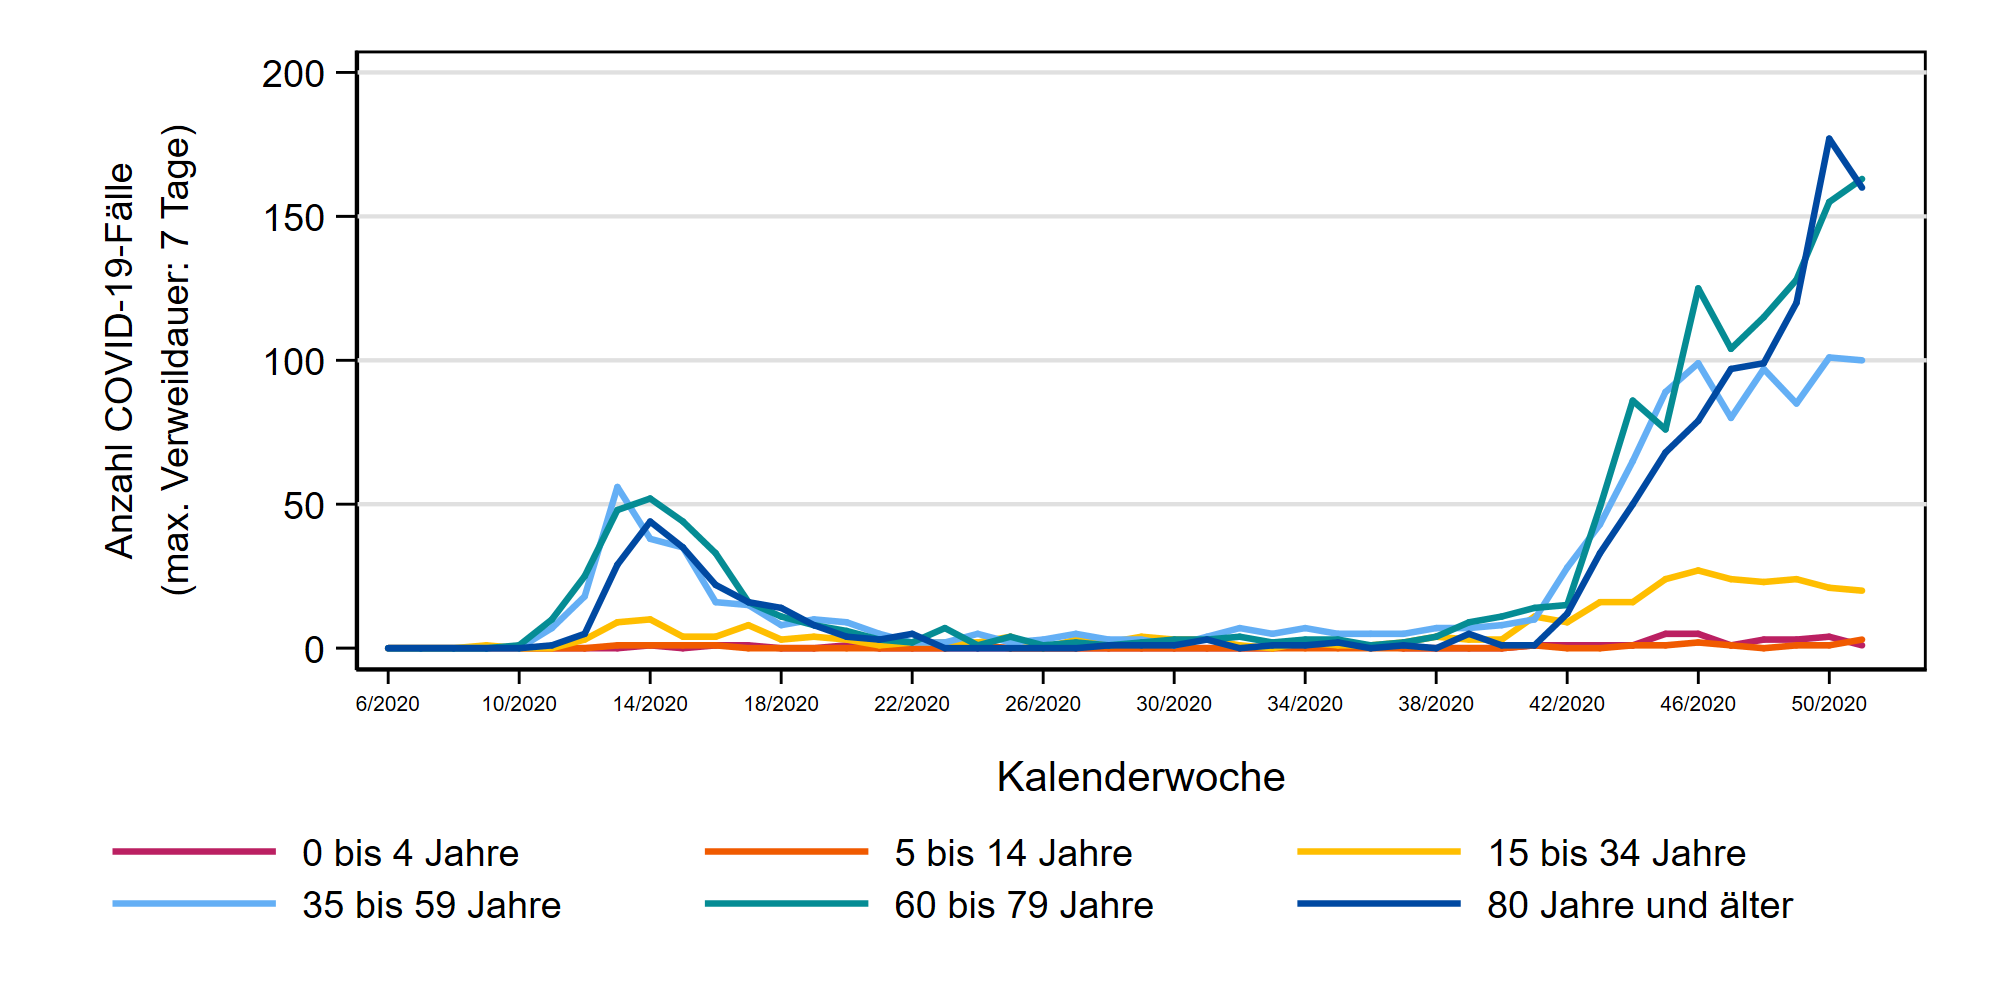 Anzahl COVID-19-Fälle
(max. Verweildauer: 7 Tage)
200
150
100
50
0
6/2020 10/2020 14/2020 18/2020 22/2020 26/2020 30/2020 34/2020 38/2020 42/2020 46/2020 50/2020
Kalenderwoche
0 bis 4 Jahre 5 bis 14 Jahre 15 bis 34 Jahre
35 bis 59 Jahre 60 bis 79 Jahre 80 Jahre und älter